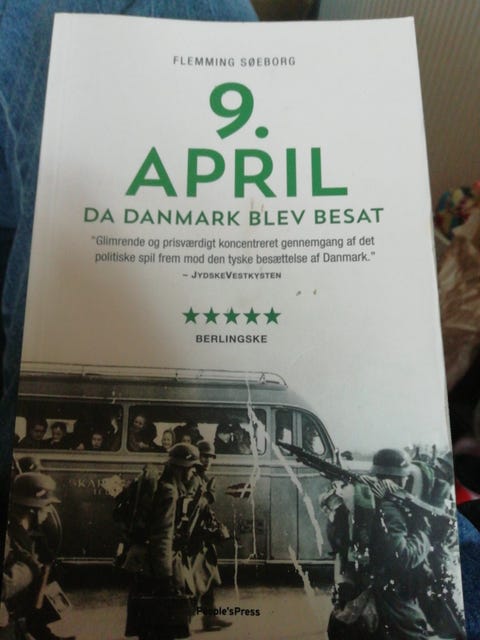 FLEMMING SØEBORG
9.
APRIL
DA DANMARK BLEV BESAT
"Glimrende og prisværdigt koncentreret gennemgang af det
politiske spil frem mod den tyske besættelse af Danmark."
– JYDSKEVESTKYSTEN
BERLINGSKE
People'sPress